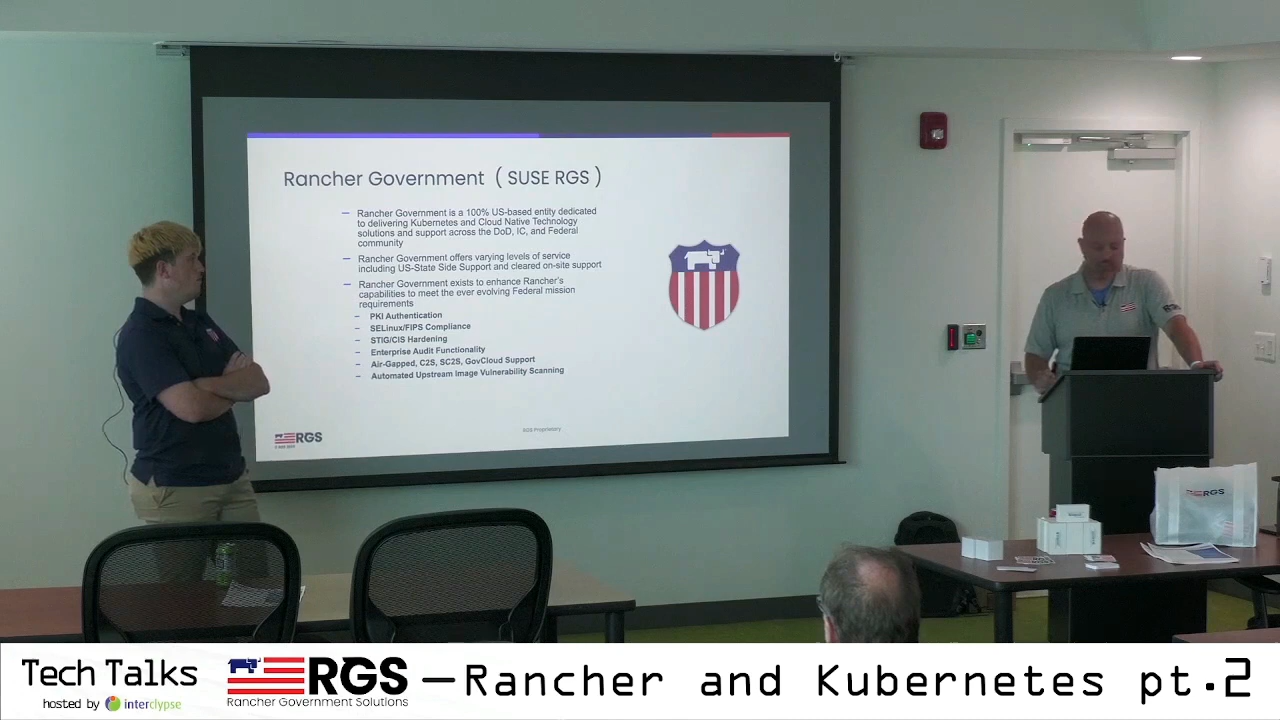 Rancher Government ( SUSE RGS )
– Rancher Government is a 100% US-based entity dedicated
to delivering Kubernetes and Cloud Native Technology
solutions and support across the DoD, IC, and Federal
community
– Rancher Government offers varying levels of service
including US-State Side Support and cleared on-site support
– Rancher Government exists to enhance Rancher's
capabilities to meet the ever evolving Federal mission
requirements
– PKI Authentication
– SELinux/FIPS Compliance
– STIG/CIS Hardening
– Enterprise Audit Functionality
– Air-Gapped, C2S, SC2S, GovCloud Support
– Automated Upstream Image Vulnerability Scanning
RGS
RGS Proprietary
RGS
Tech Talks
hosted by interclypse
RGS
Rancher Government Solutions
—Rancher and Kubernetes pt.2